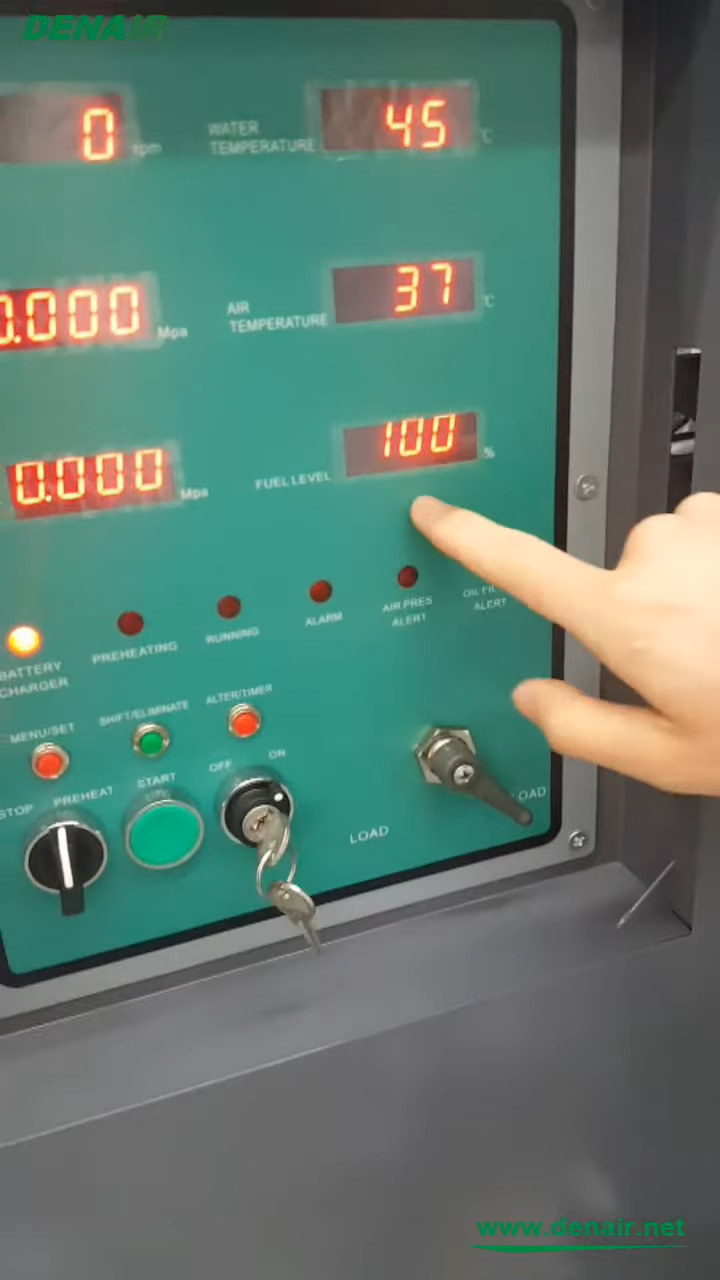 DENAIR
0 rpm
WATER
TEMPERATURE
45 °C
0.000 Mpa
AIR
TEMPERATURE
37 °C
0.000 Mpa
FUEL LEVEL
100 %
BATTERY
CHARGER
PREHEATING
RUNNING
ALARM
AIR PRES
ALERT
OIL FI
ALERT
MENU/SET
SHIFT/ELIMINATE
ALTER/TIMER
STOP
PREHEAT
START
OFF
ON
LOAD
LOAD
www.denair.net